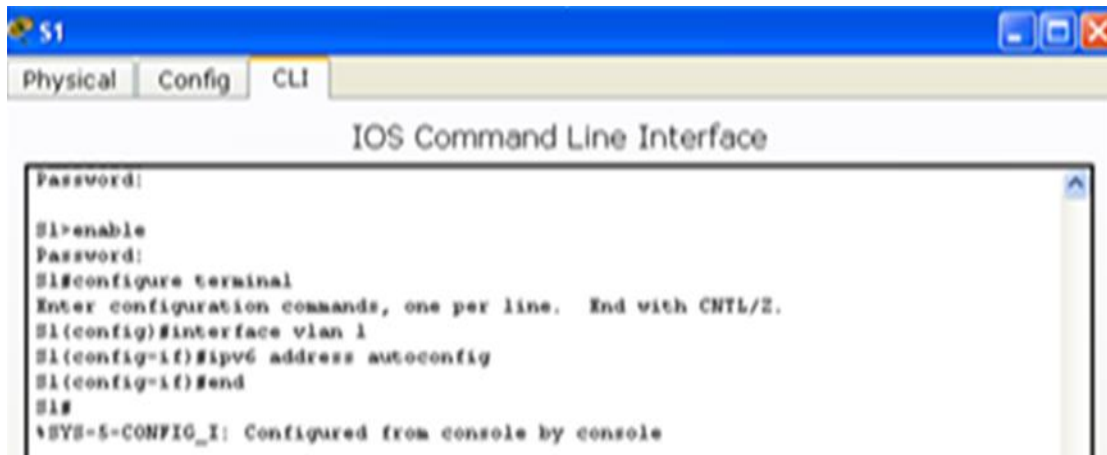 S1
Physical Config CLI
IOS Command Line Interface
Password:
S1>enable
Password:
S1#configure terminal
Enter configuration commands, one per line. End with CNTL/Z.
S1(config)#interface vlan 1
S1(config-if)#ipv6 address autoconfig
S1(config-if)#end
S1#
%SYS-5-CONFIG_I: Configured from console by console